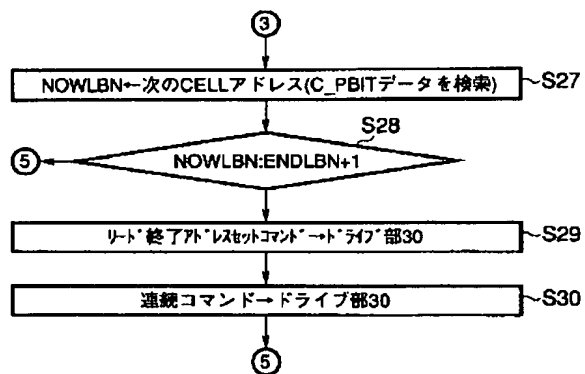 ③
NOWLBN←次のCELLアドレス(C_PBITデータを検索)
S27
S28
⑤
NOWLBN:ENDLBN+1
ﾘｰﾄﾞ終了ｱﾄﾞﾚｽｾｯﾄｺﾏﾝﾄﾞ→ﾄﾞﾗｲﾌﾞ部30
S29
連続コマンド→ドライブ部30
S30
⑤